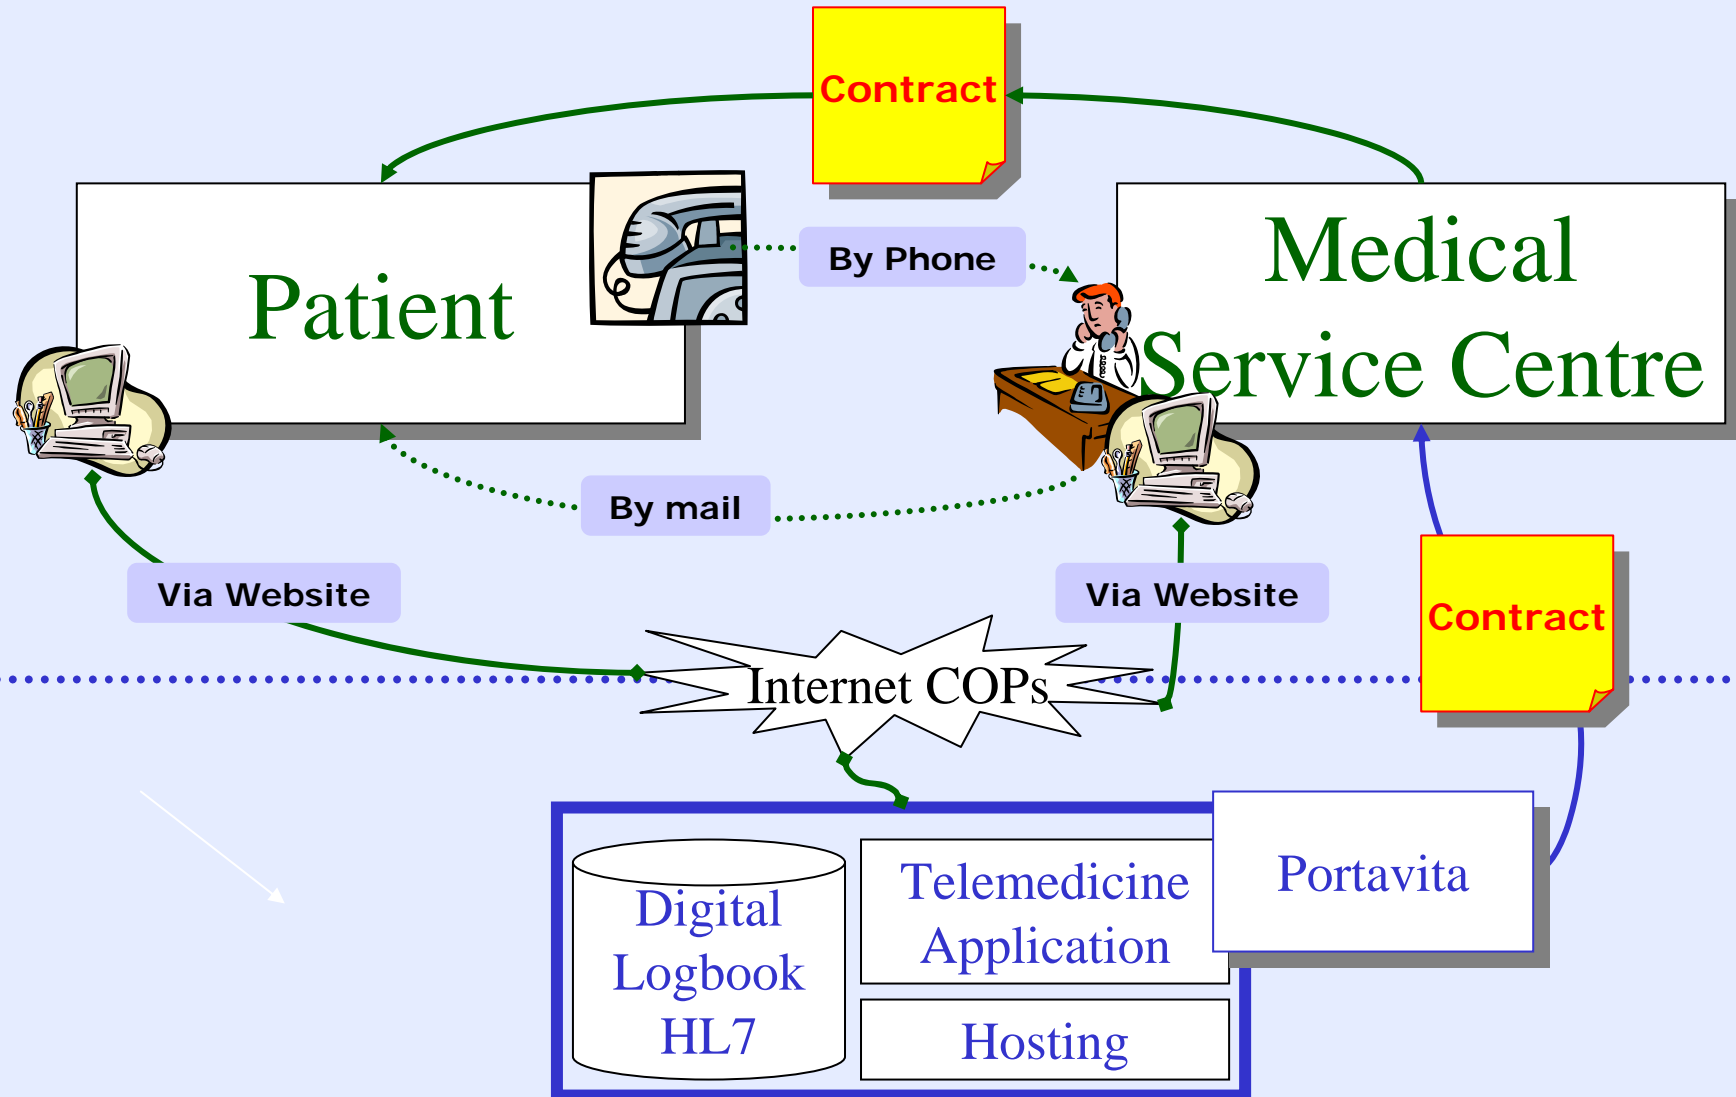 Contract
By Phone
Patient
Medical
Service Centre
By mail
Via Website
Via Website
Contract
Internet COPs
Digital
Logbook
HL7
Telemedicine
Application
Hosting
Portavita